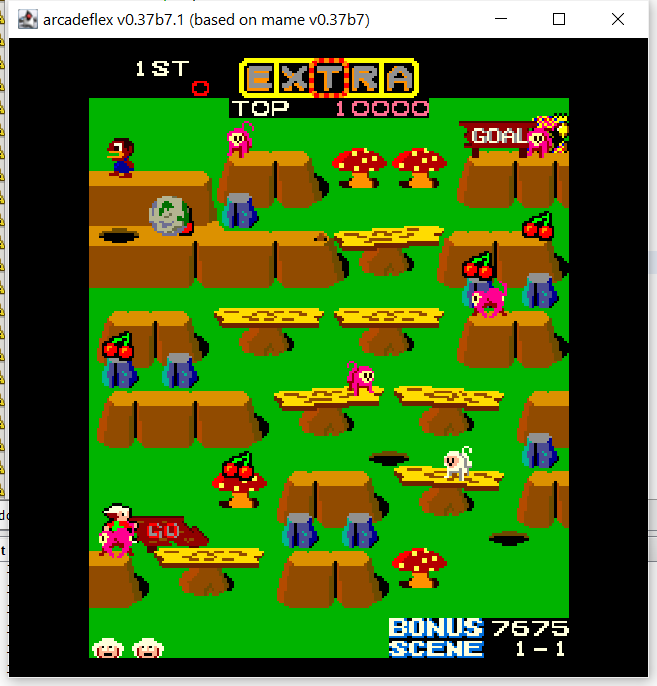 arcadeflex v0.37b7.1 (based on mame v0.37b7)
1ST
0
EXTRA
TOP 10000
GOAL
GO
BONUS 7675
SCENE 1-1